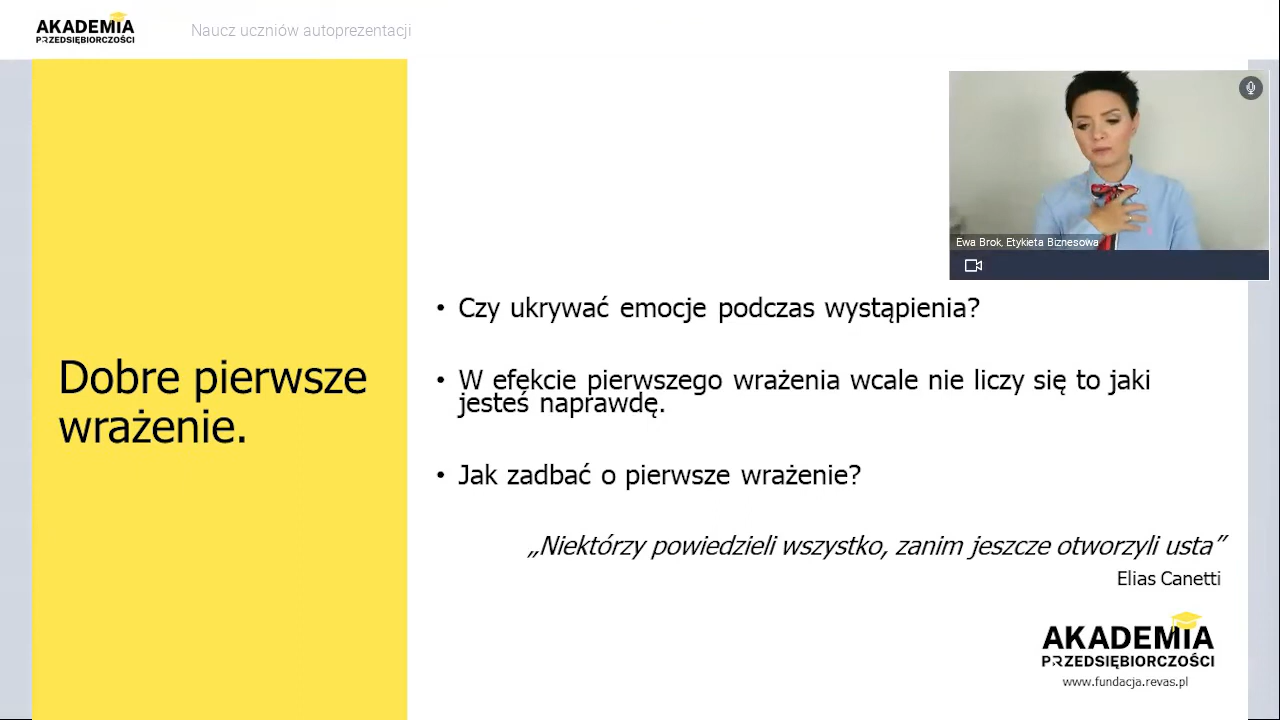 AKADEMIA
PRZEDSIĘBIORCZOŚCI
Naucz uczniów autoprezentacji
Ewa Brok, Etykieta Biznesowa
Dobre pierwsze
wrażenie.
• Czy ukrywać emocje podczas wystąpienia?
• W efekcie pierwszego wrażenia wcale nie liczy się to jaki
jesteś naprawdę.
• Jak zadbać o pierwsze wrażenie?
„Niektórzy powiedzieli wszystko, zanim jeszcze otworzyli usta”
Elias Canetti
AKADEMIA
PRZEDSIĘBIORCZOŚCI
www.fundacja.revas.pl